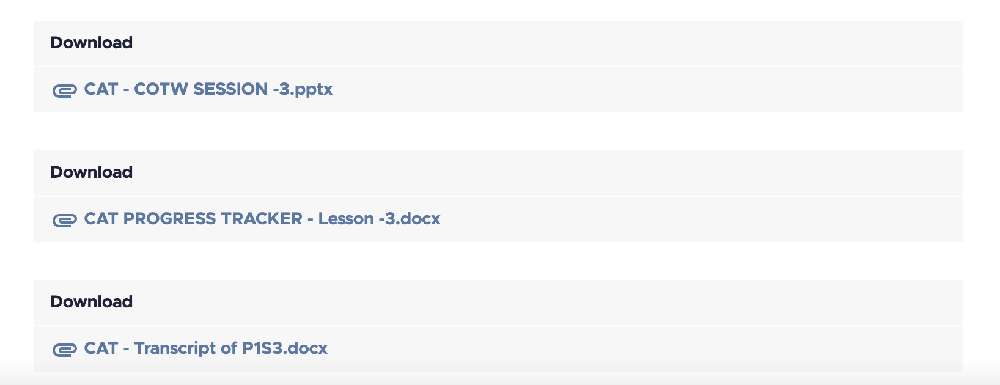 Download
CAT - COTW SESSION -3.pptx
Download
CAT PROGRESS TRACKER - Lesson -3.docx
Download
CAT - Transcript of P1S3.docx